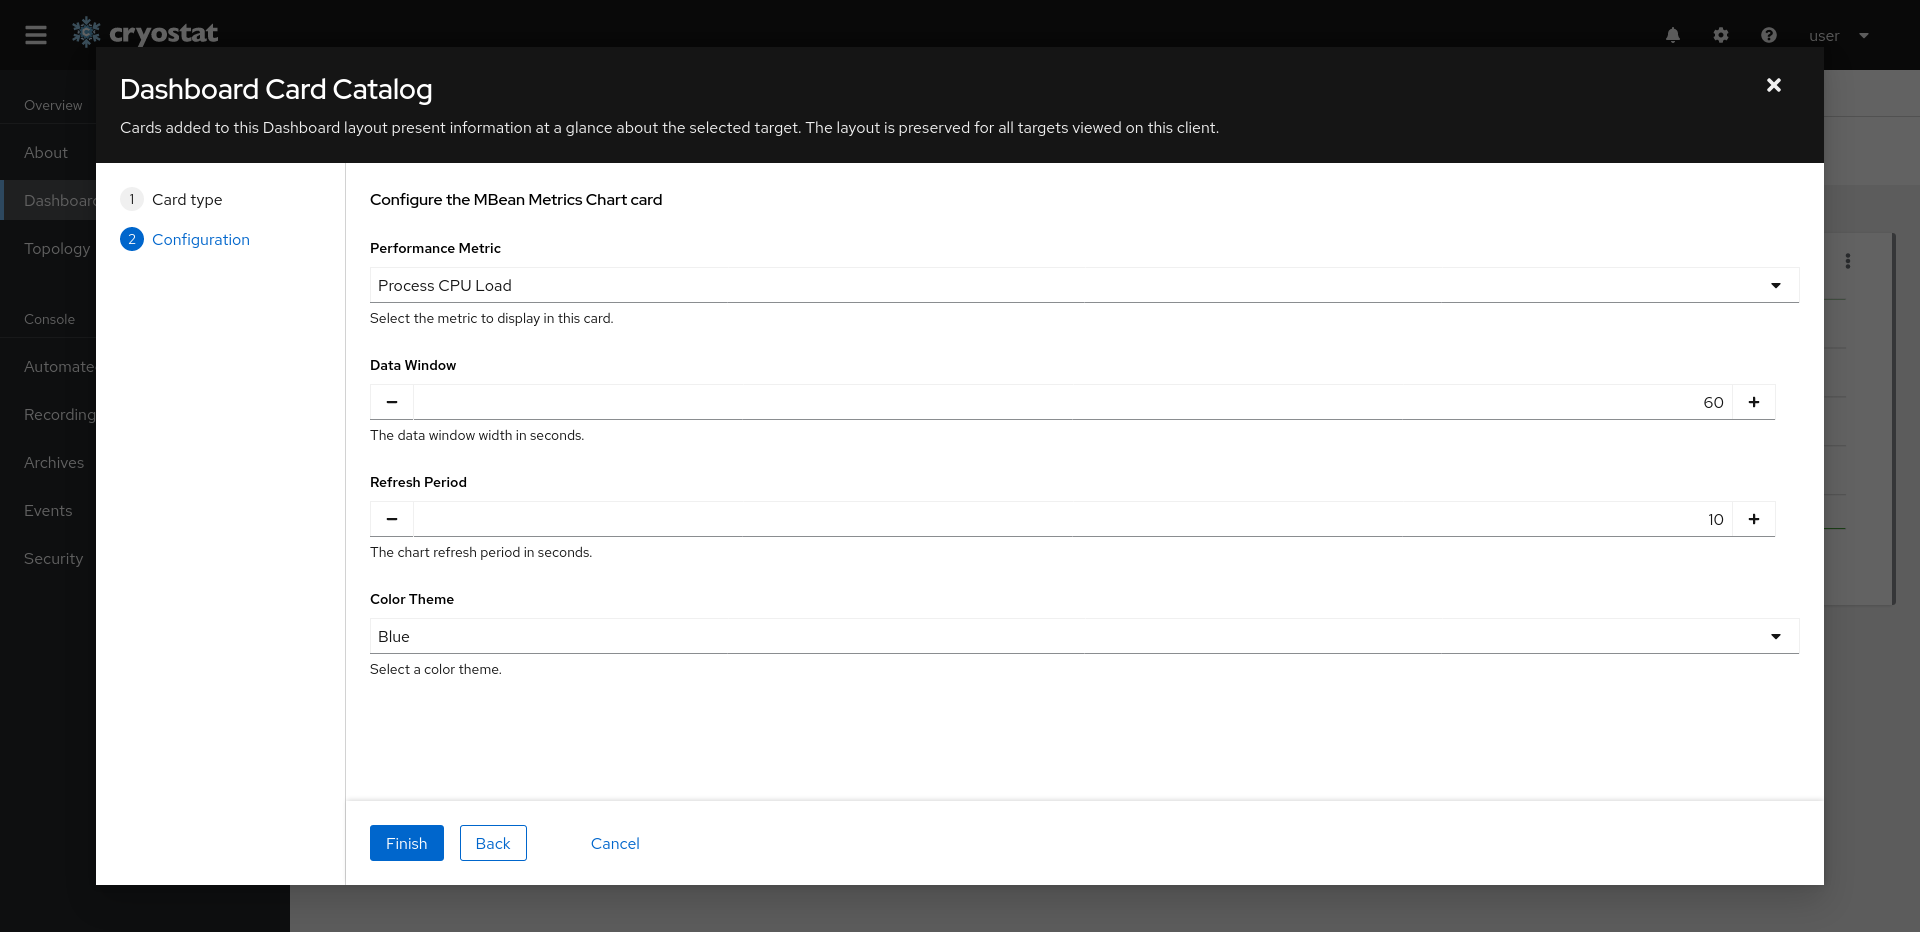 cryostat
user
Overview
About
Dashboard
Topology
Console
Automate
Recording
Archives
Events
Security
Dashboard Card Catalog
Cards added to this Dashboard layout present information at a glance about the selected target. The layout is preserved for all targets viewed on this client.
1 Card type
2 Configuration
Configure the MBean Metrics Chart card
Performance Metric
Process CPU Load
Select the metric to display in this card.
Data Window
60
The data window width in seconds.
Refresh Period
10
The chart refresh period in seconds.
Color Theme
Blue
Select a color theme.
Finish Back Cancel